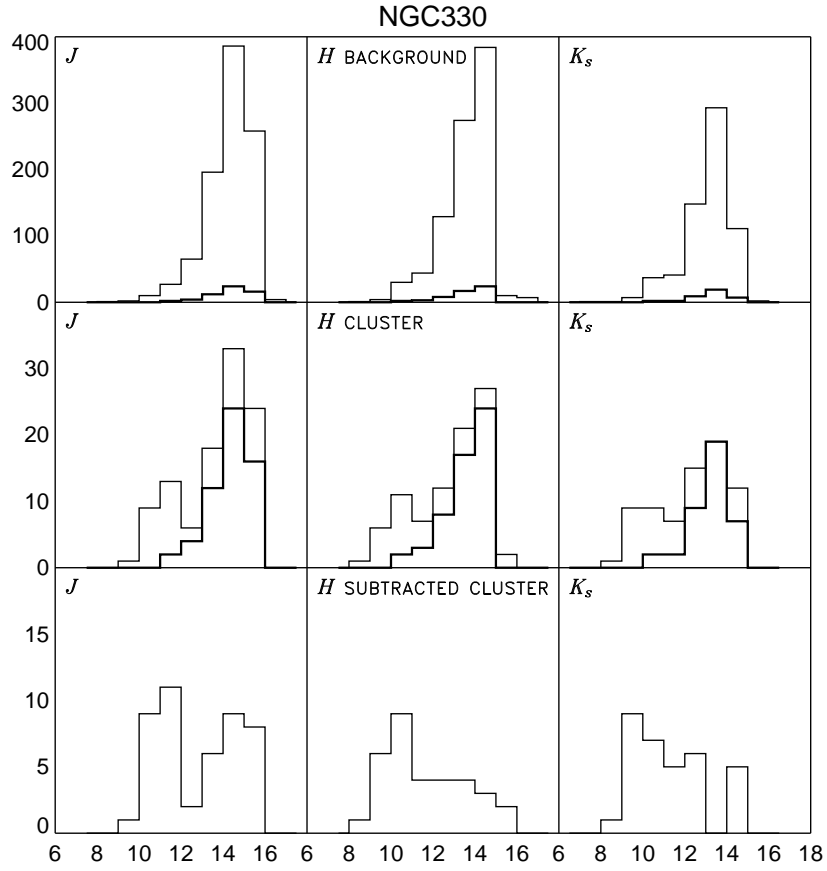 NGC330
J
H BACKGROUND
Ks
400
300
200
100
0
J
H CLUSTER
Ks
30
20
10
0
J
H SUBTRACTED CLUSTER
Ks
15
10
5
0
6 8 10 12 14 16 6 8 10 12 14 16 6 8 10 12 14 16 18